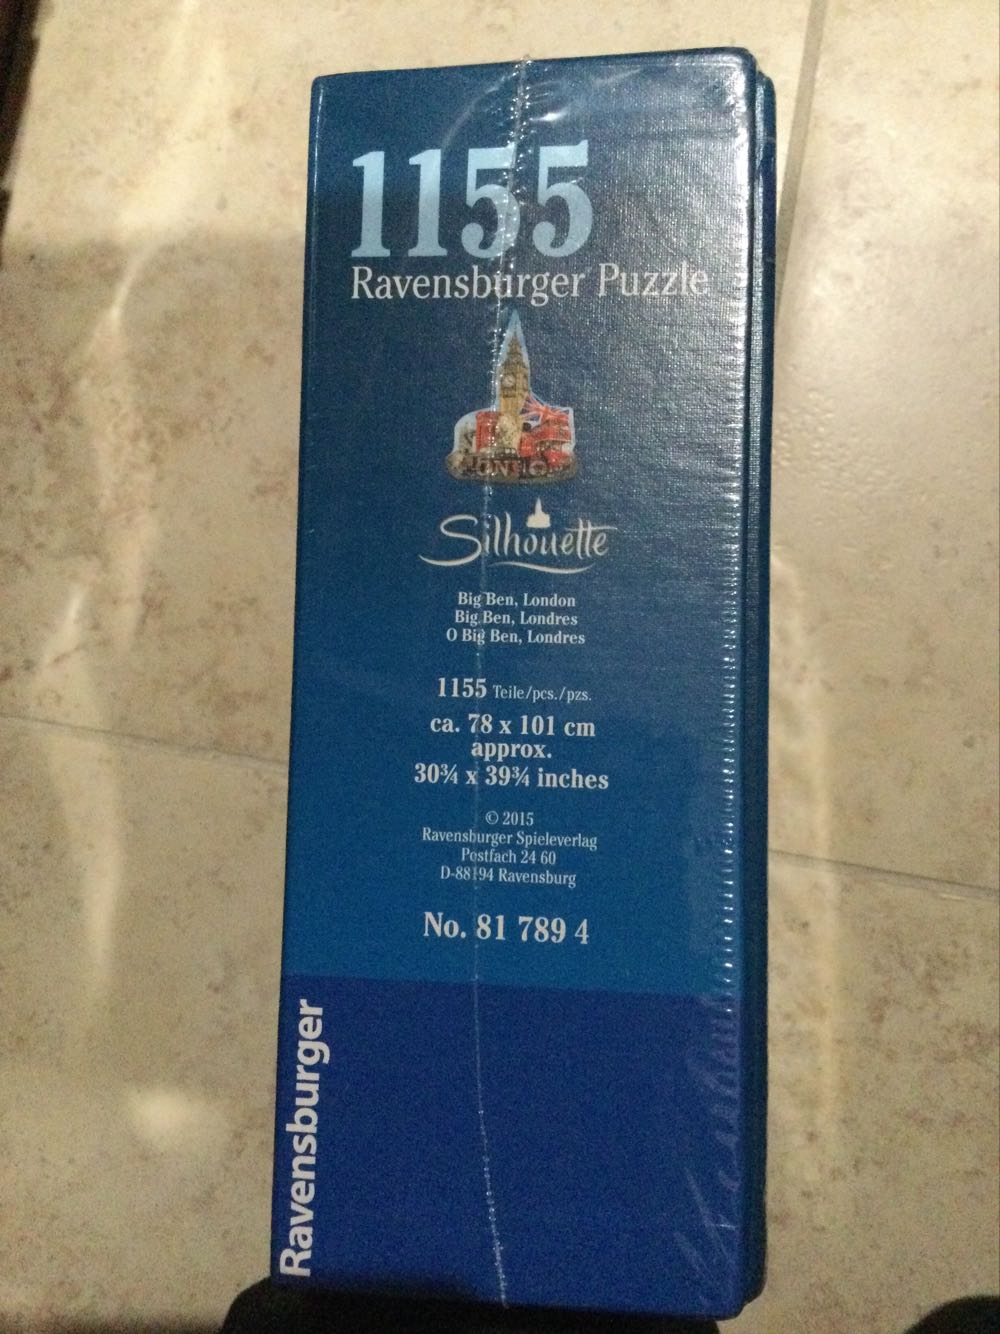 1155
Ravensburger Puzzle
LONDON
Silhouette
Big Ben, London
Big Ben, Londres
O Big Ben, Londres
1155 Teile/pcs./pzs.
ca. 78 x 101 cm
approx.
30¾ x 39¾ inches
© 2015
Ravensburger Spieleverlag
Postfach 24 60
D-88194 Ravensburg
No. 81 789 4
Ravensburger